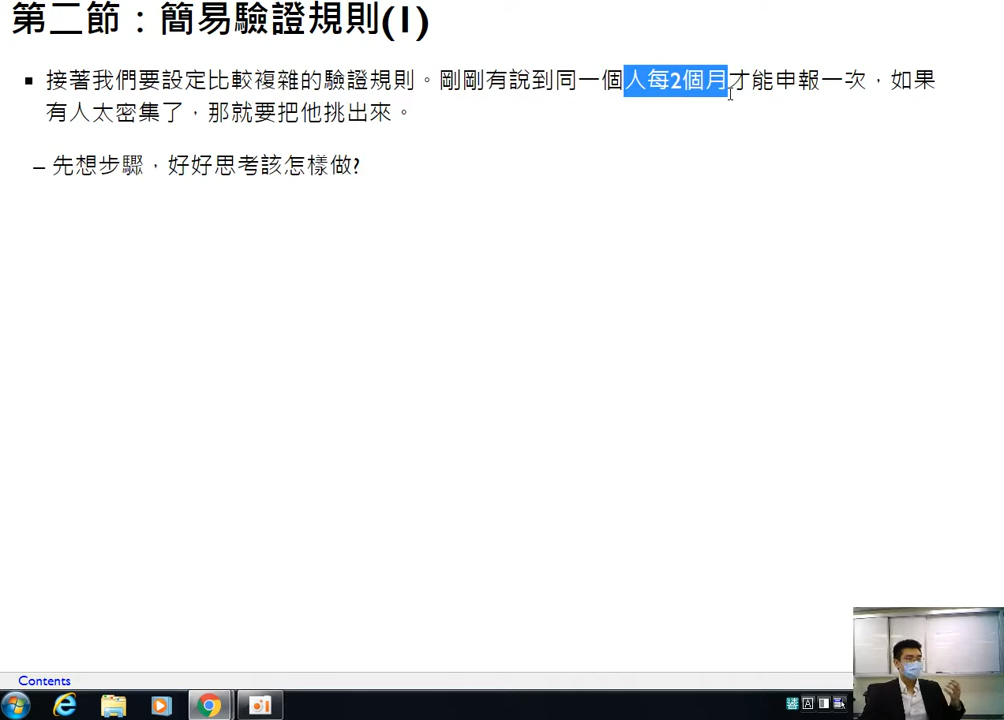 第二節：簡易驗證規則(1)
接著我們要設定比較複雜的驗證規則。剛剛有說到同一個人每2個月才能申報一次，如果
有人太密集了，那就要把他挑出來。
– 先想步驟，好好思考該怎樣做?
Contents